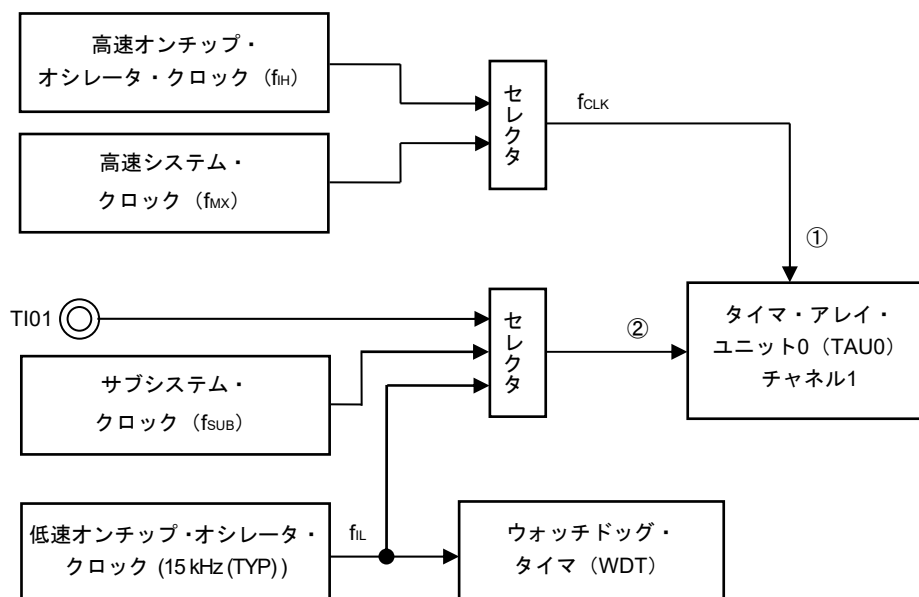 高速オンチップ・
オシレータ・クロック（fIH）
セレクタ
fCLK
高速システム・
クロック（fMX）
①
TI01
セレクタ
②
タイマ・アレイ・
ユニット0（TAU0）
チャネル1
サブシステム・
クロック（fSUB）
低速オンチップ・オシレータ・
クロック (15 kHz (TYP) )
fIL
ウォッチドッグ・
タイマ（WDT）